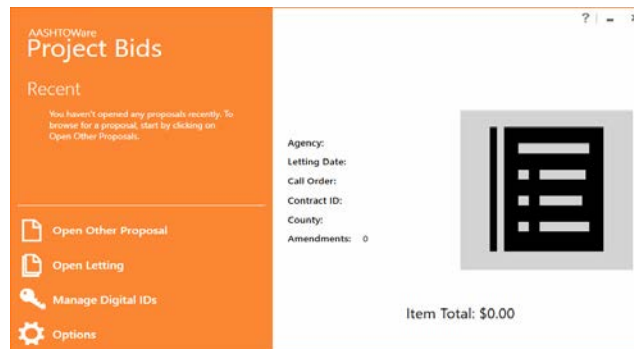 AASHTOWare
Project Bids
Recent
You haven't opened any proposals recently. To
browse for a proposal, start by clicking on
Open Other Proposals.
Open Other Proposal
Open Letting
Manage Digital IDs
Options
?
Agency:
Letting Date:
Call Order:
Contract ID:
County:
Amendments: 0
Item Total: $0.00